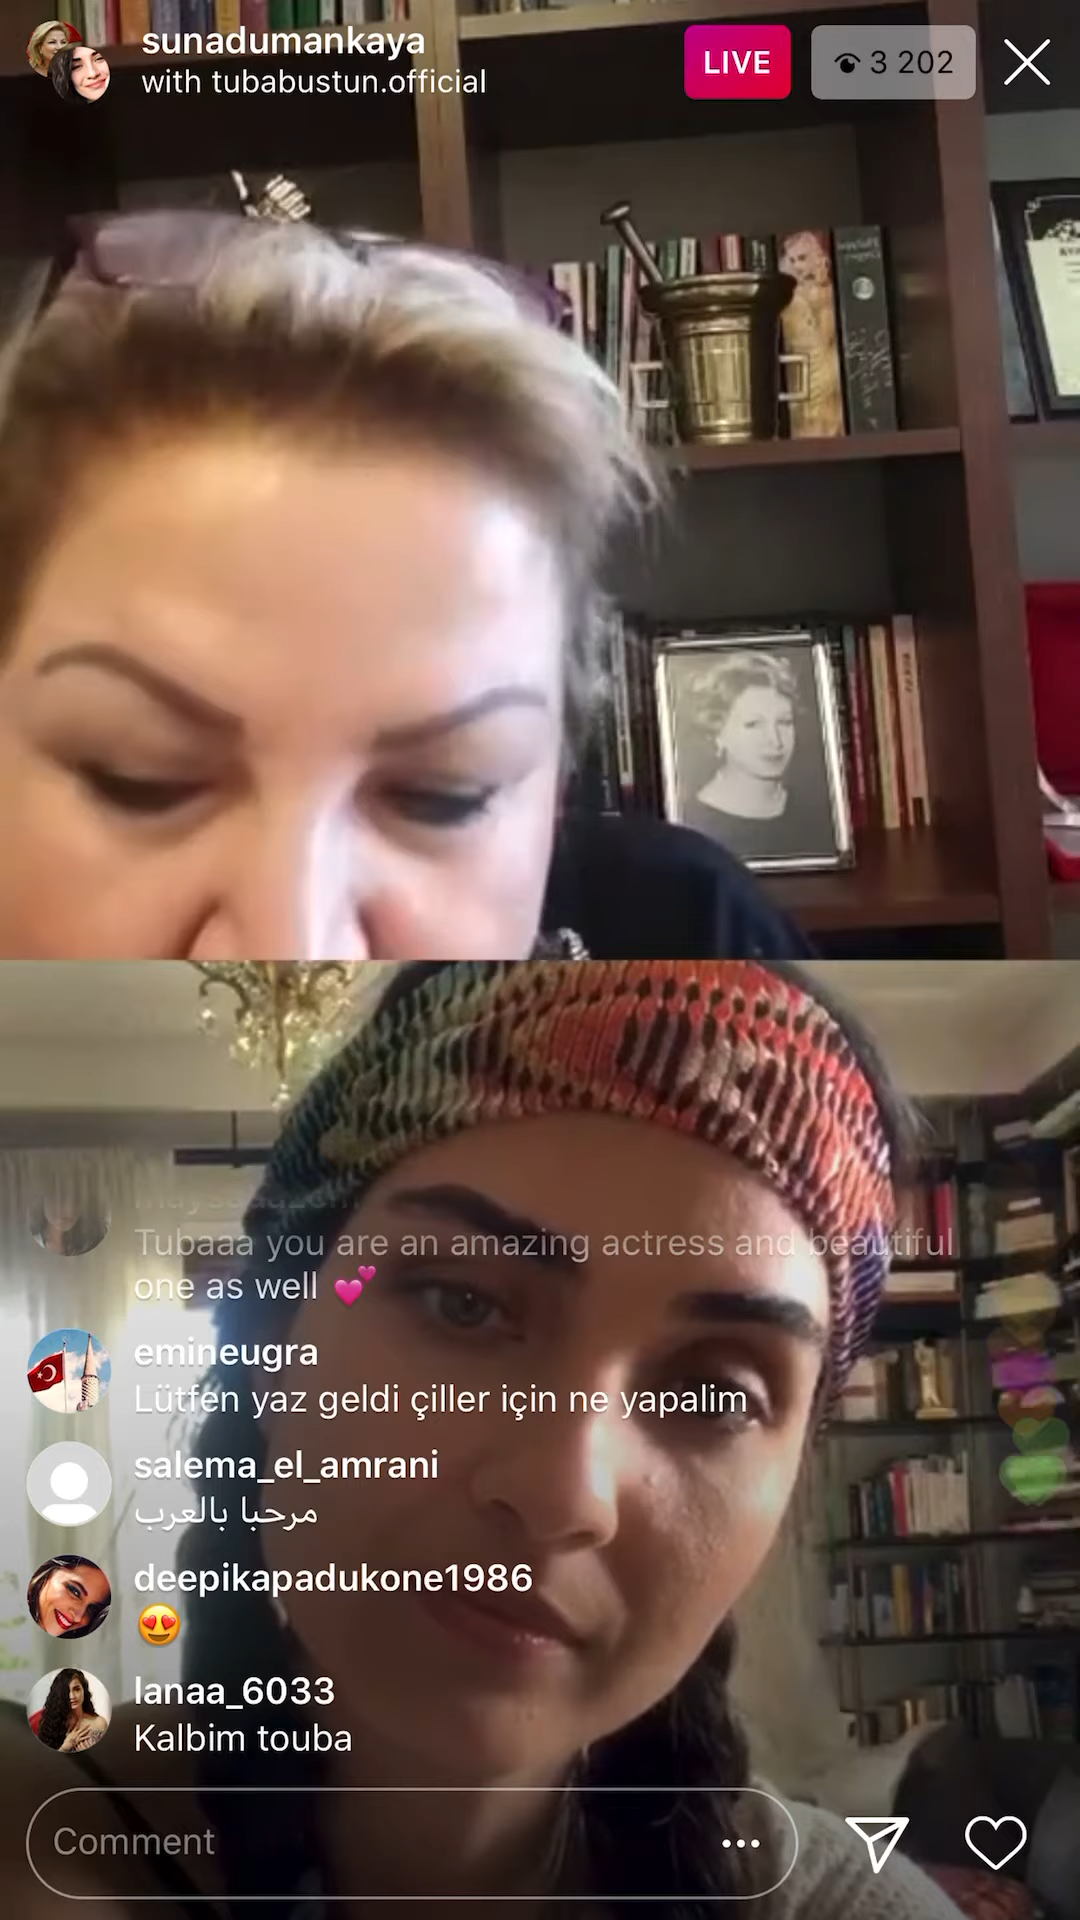 sunadumankaya
with tubabustun.official
LIVE
3 202
Tubaaa you are an amazing actress and beautiful
one as well 💕
emineugra
Lütfen yaz geldi çiller için ne yapalim
salema_el_amrani
مرحبا بالعرب
deepikapadukone1986
😍
lanaa_6033
Kalbim touba
Comment